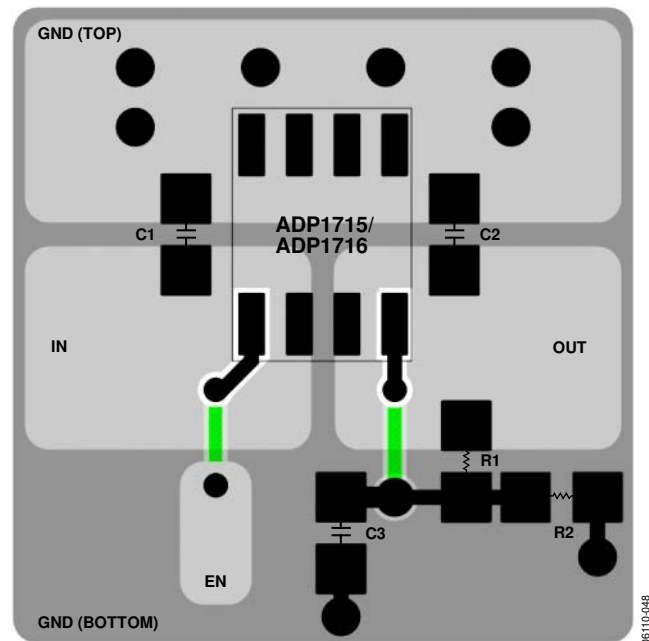 GND (TOP)
ADP1715/
ADP1716
C1
C2
IN
OUT
R1
C3
R2
EN
GND (BOTTOM)
06110-048